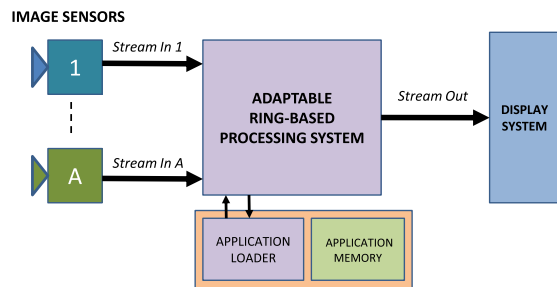 IMAGE SENSORS
1
Stream In 1
ADAPTABLE
RING-BASED
PROCESSING SYSTEM
Stream Out
DISPLAY
SYSTEM
A
Stream In A
APPLICATION
LOADER
APPLICATION
MEMORY